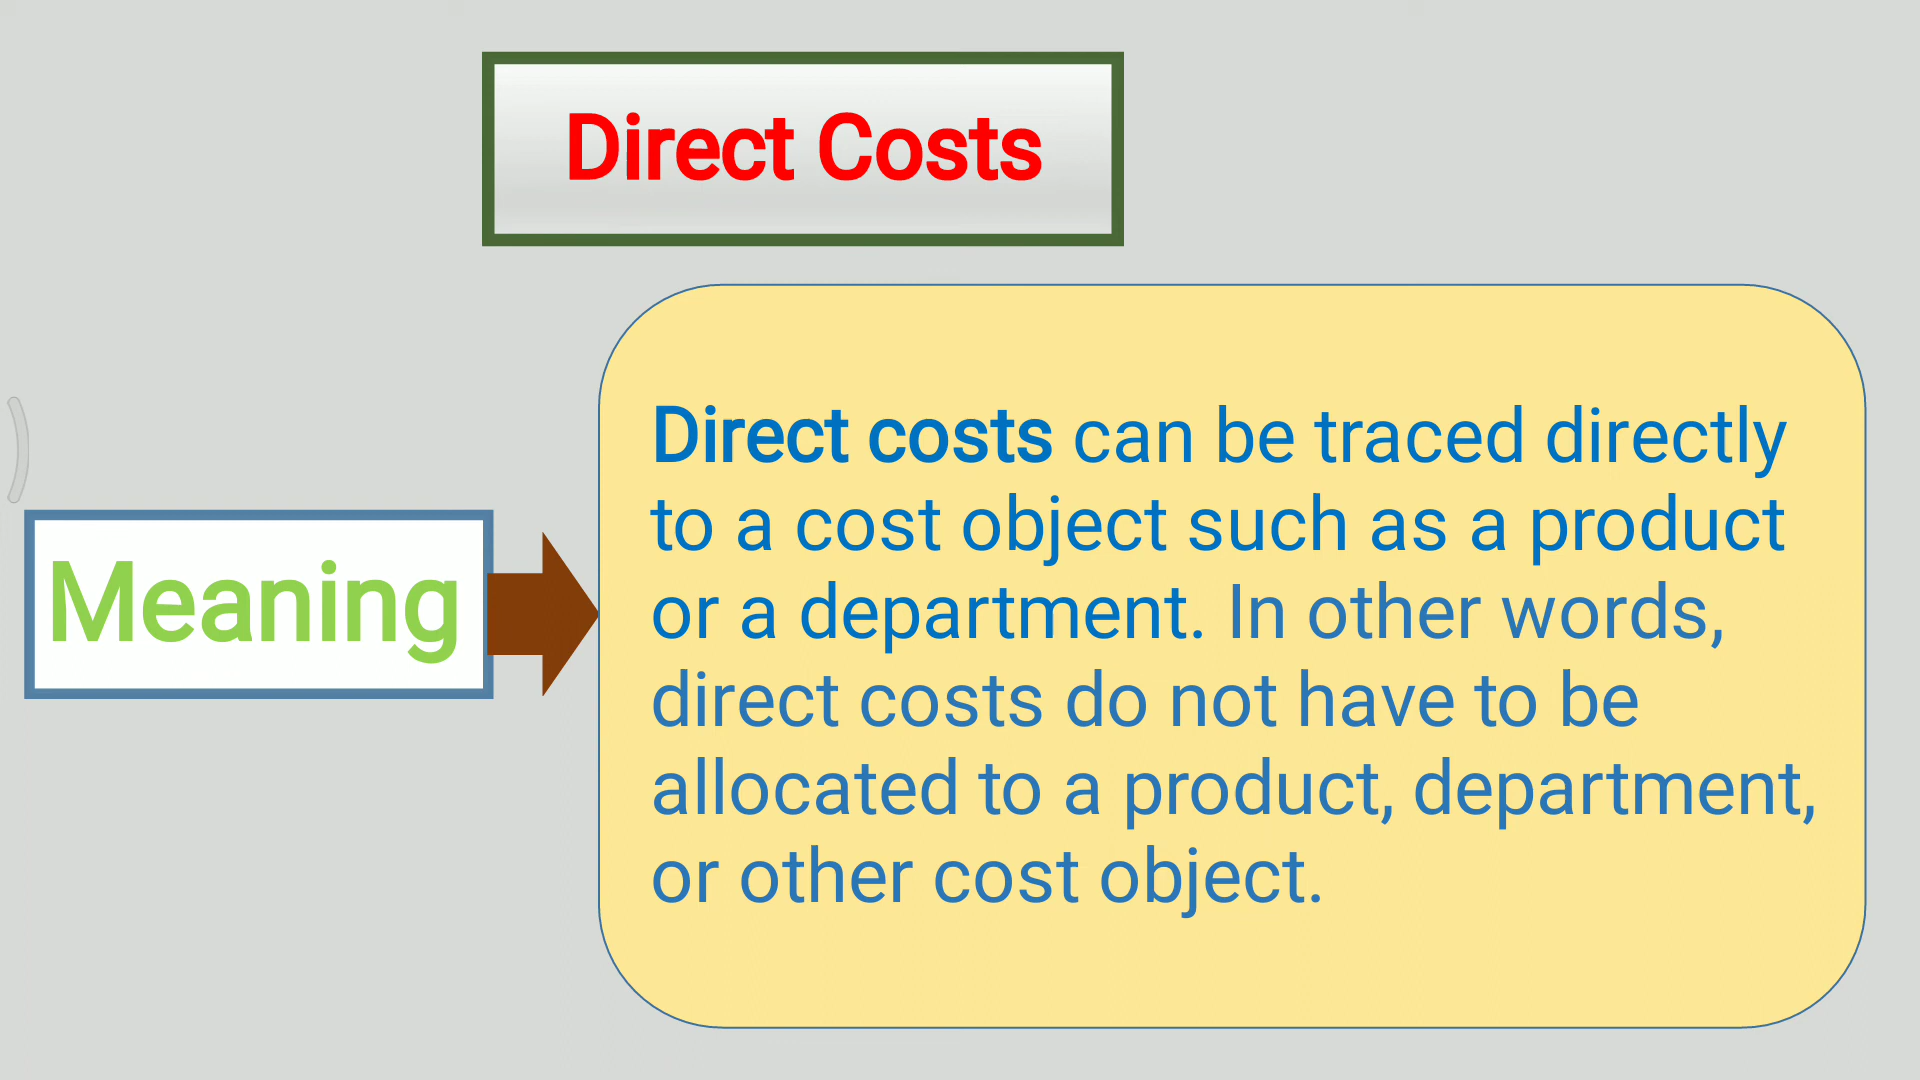 Direct Costs
Meaning
Direct costs can be traced directly
to a cost object such as a product
or a department. In other words,
direct costs do not have to be
allocated to a product, department,
or other cost object.